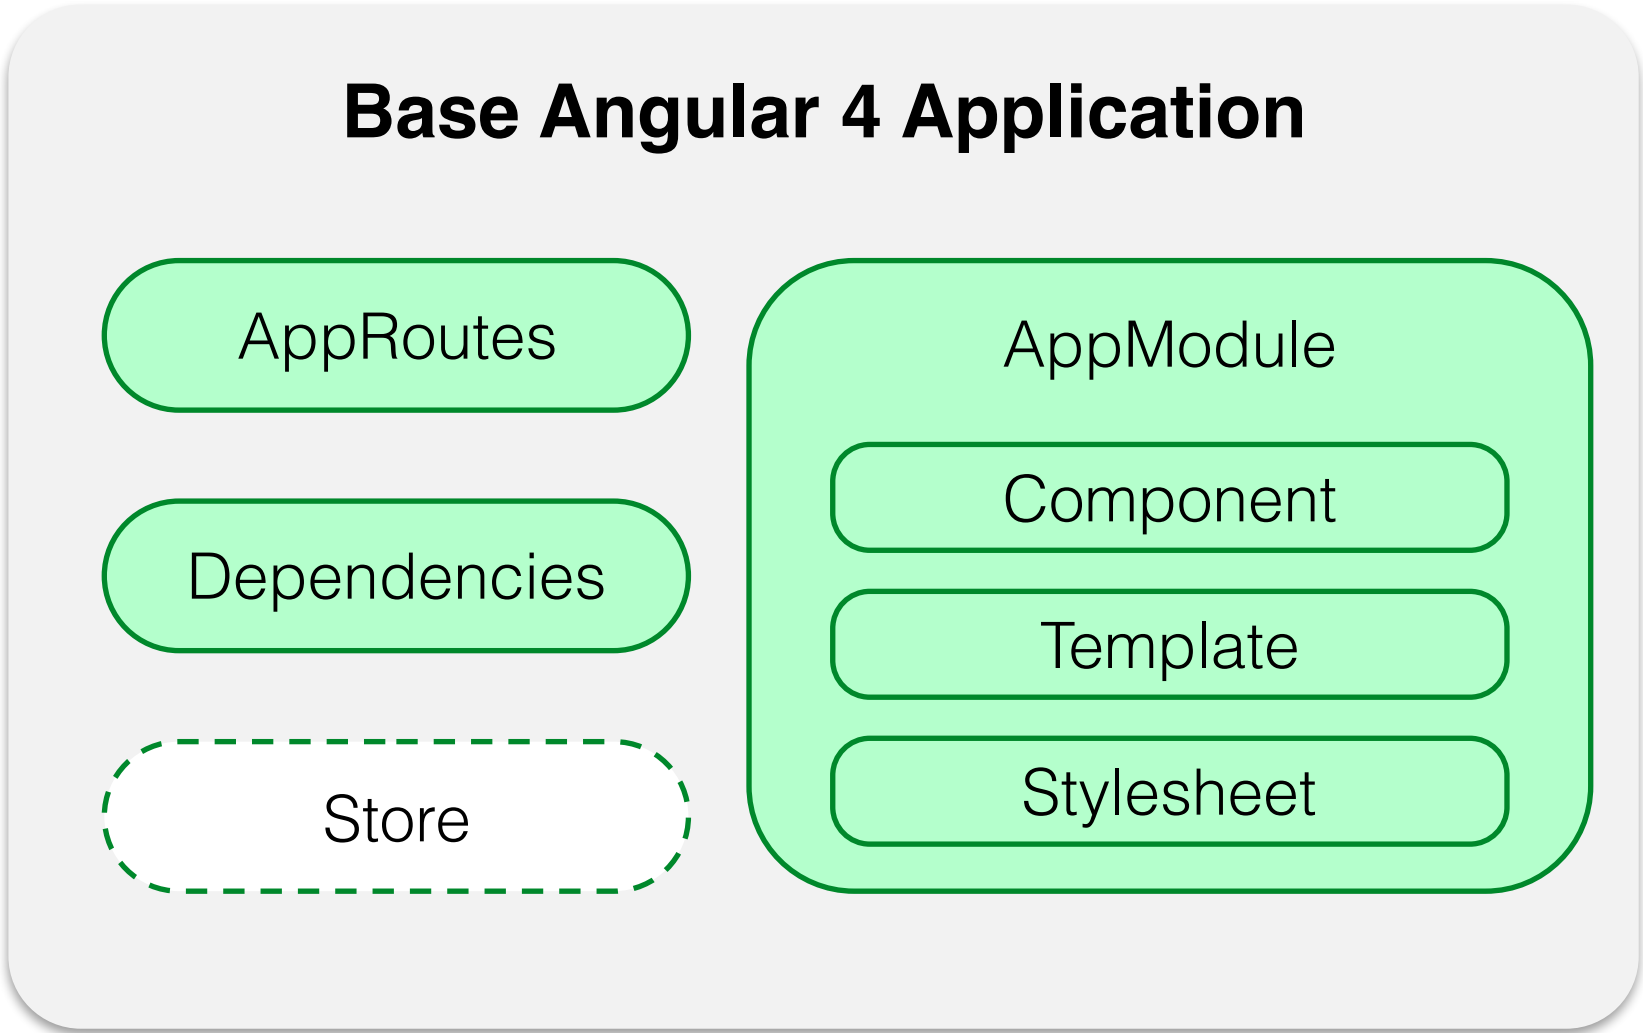 Base Angular 4 Application
AppRoutes
Dependencies
Store
AppModule
Component
Template
Stylesheet